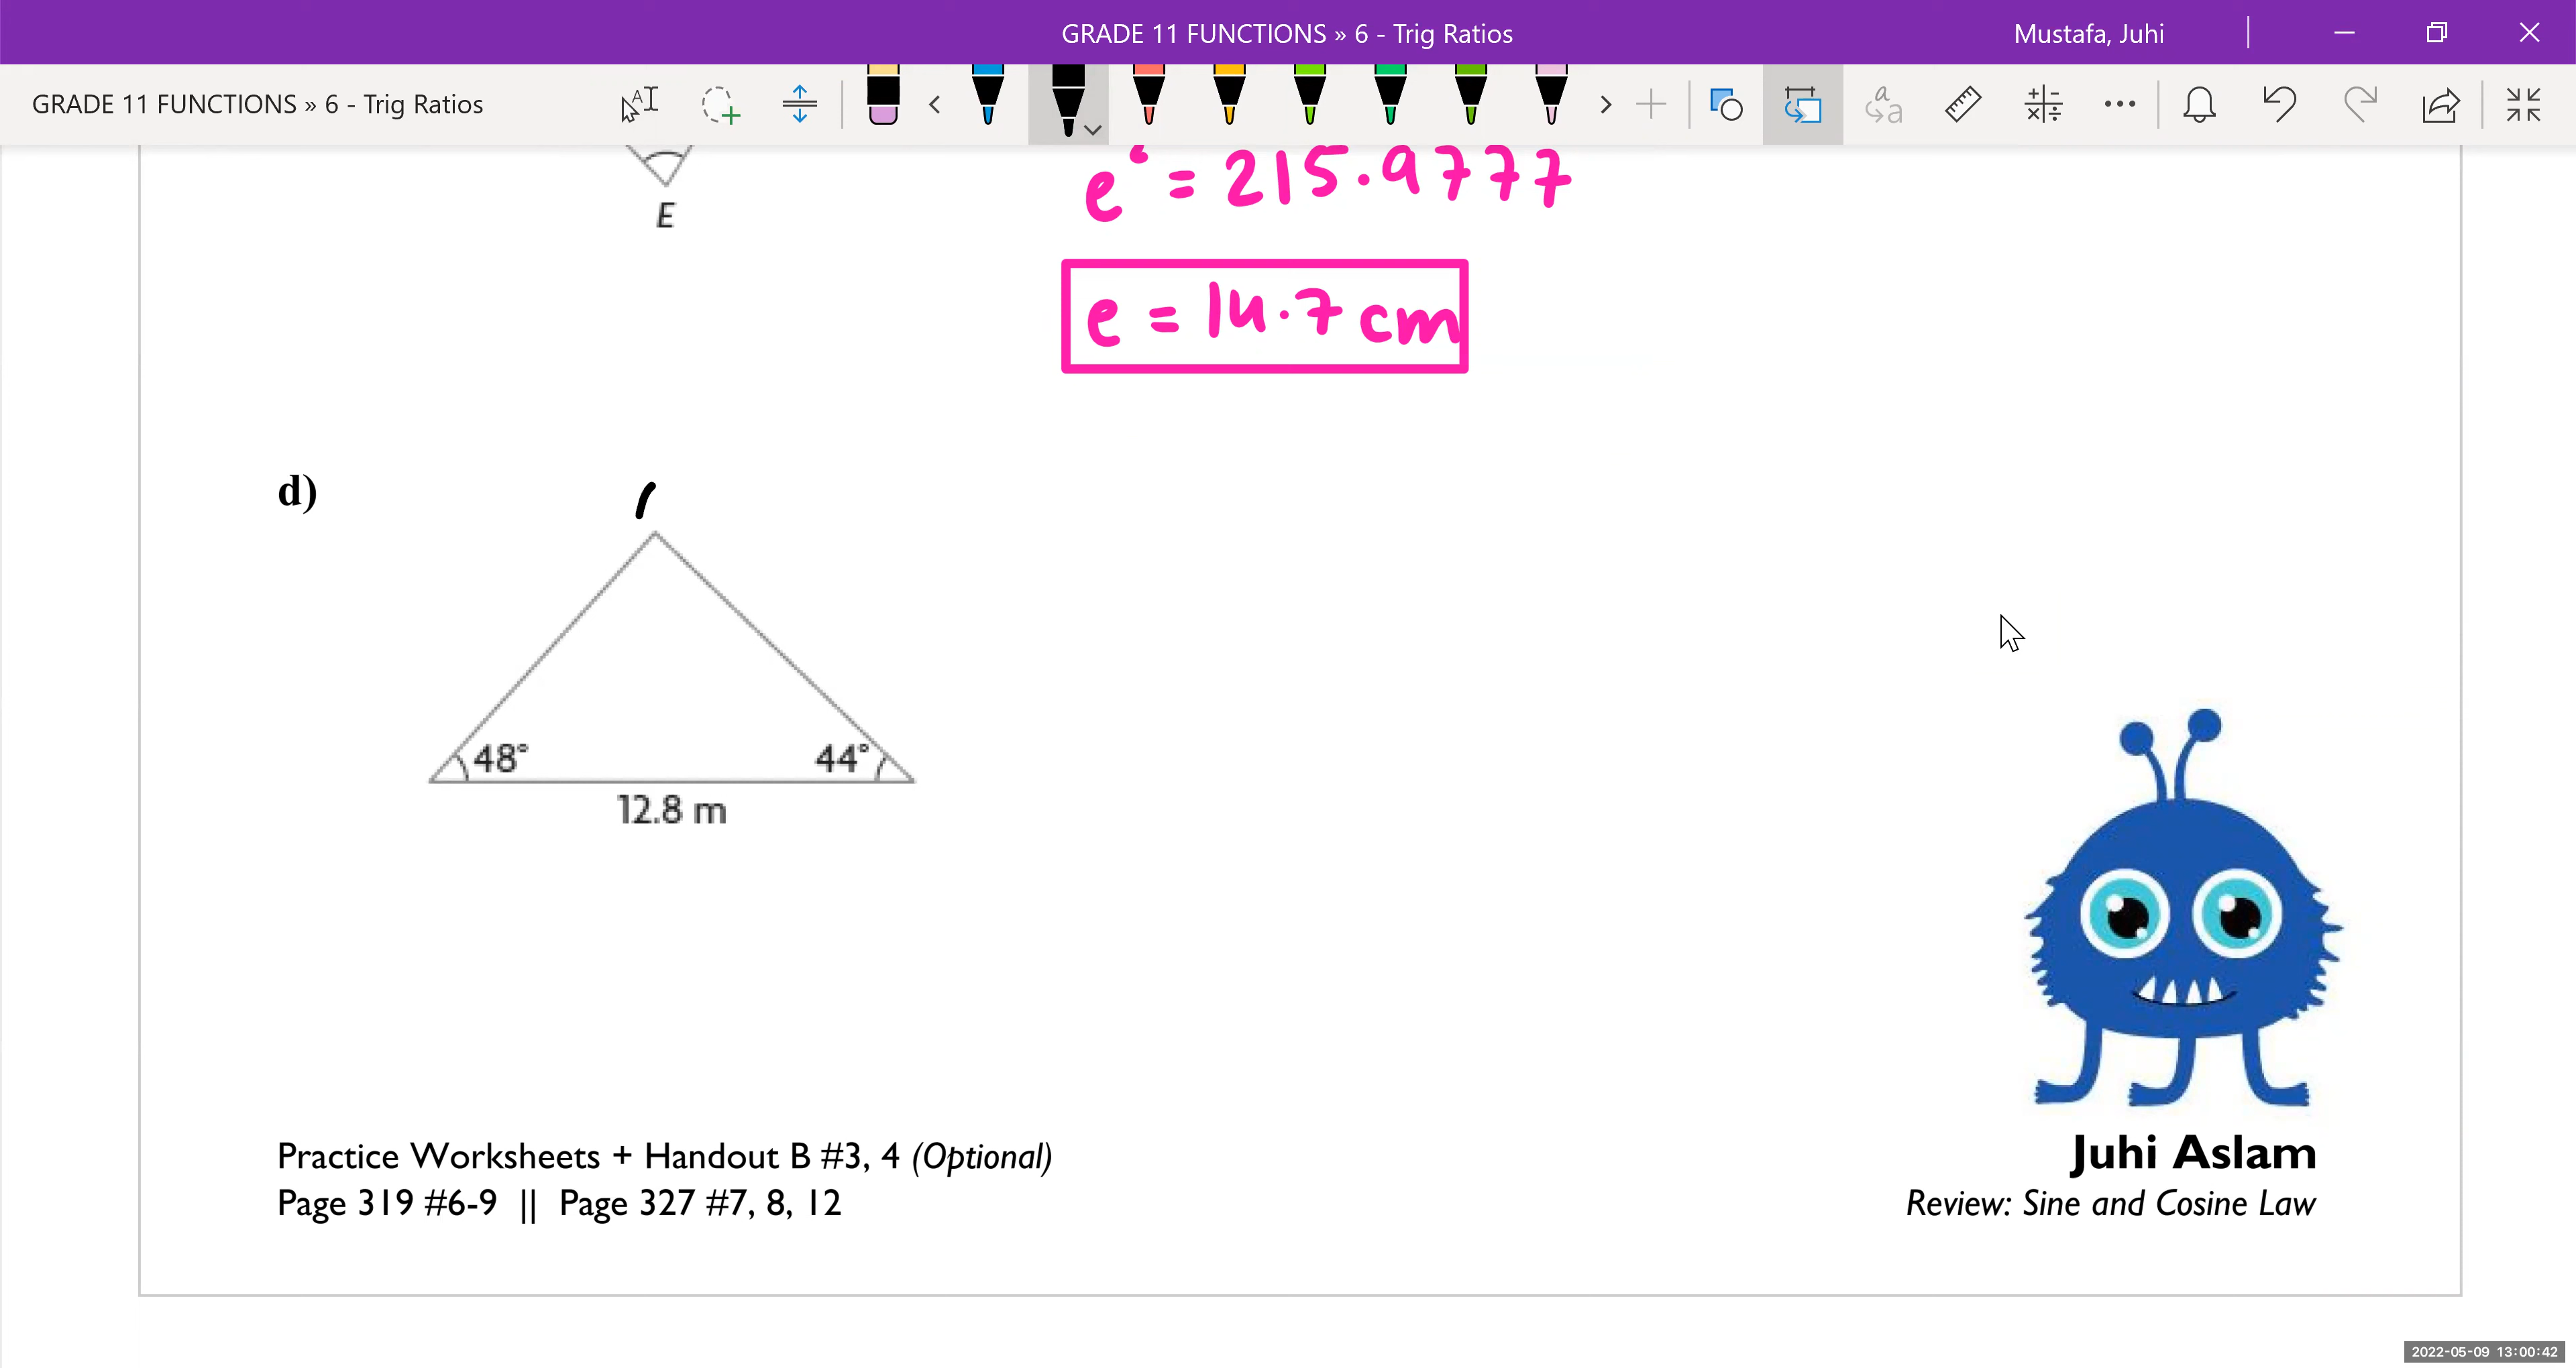 GRADE 11 FUNCTIONS » 6 - Trig Ratios
Mustafa, Juhi
GRADE 11 FUNCTIONS » 6 - Trig Ratios
E
e² = 215.9777
e = 14.7 cm
d)
48° 44°
12.8 m
Practice Worksheets + Handout B #3, 4 (Optional)
Page 319 #6-9 || Page 327 #7, 8, 12
Juhi Aslam
Review: Sine and Cosine Law
2022-05-09 13:00:42